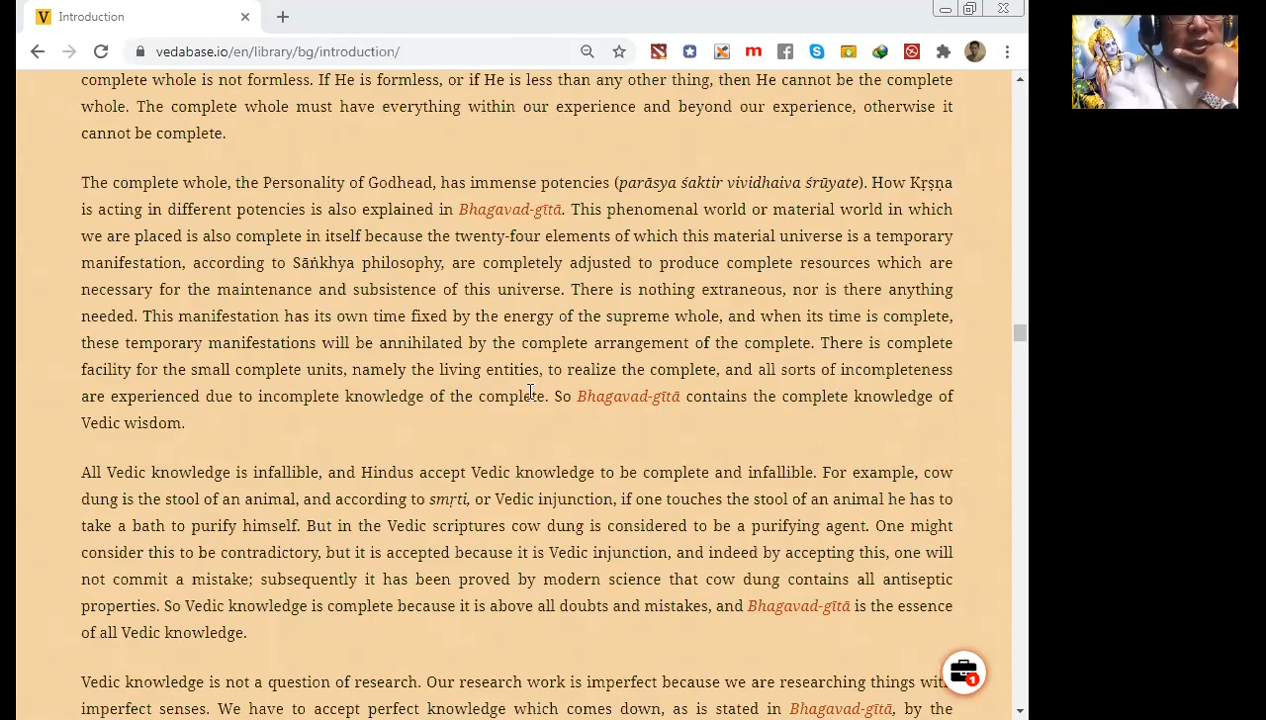 Introduction
vedabase.io/en/library/bg/introduction/
complete whole is not formless. If He is formless, or if He is less than any other thing, then He cannot be the complete
whole. The complete whole must have everything within our experience and beyond our experience, otherwise it
cannot be complete.
The complete whole, the Personality of Godhead, has immense potencies (parāsya śaktir vividhaiva śrūyate). How Kṛṣṇa
is acting in different potencies is also explained in Bhagavad-gītā. This phenomenal world or material world in which
we are placed is also complete in itself because the twenty-four elements of which this material universe is a temporary
manifestation, according to Sāṅkhya philosophy, are completely adjusted to produce complete resources which are
necessary for the maintenance and subsistence of this universe. There is nothing extraneous, nor is there anything
needed. This manifestation has its own time fixed by the energy of the supreme whole, and when its time is complete,
these temporary manifestations will be annihilated by the complete arrangement of the complete. There is complete
facility for the small complete units, namely the living entities, to realize the complete, and all sorts of incompleteness
are experienced due to incomplete knowledge of the complete. So Bhagavad-gītā contains the complete knowledge of
Vedic wisdom.
All Vedic knowledge is infallible, and Hindus accept Vedic knowledge to be complete and infallible. For example, cow
dung is the stool of an animal, and according to smṛti, or Vedic injunction, if one touches the stool of an animal he has to
take a bath to purify himself. But in the Vedic scriptures cow dung is considered to be a purifying agent. One might
consider this to be contradictory, but it is accepted because it is Vedic injunction, and indeed by accepting this, one will
not commit a mistake; subsequently it has been proved by modern science that cow dung contains all antiseptic
properties. So Vedic knowledge is complete because it is above all doubts and mistakes, and Bhagavad-gītā is the essence
of all Vedic knowledge.
Vedic knowledge is not a question of research. Our research work is imperfect because we are researching things with
imperfect senses. We have to accept perfect knowledge which comes down, as is stated in Bhagavad-gītā, by the
1